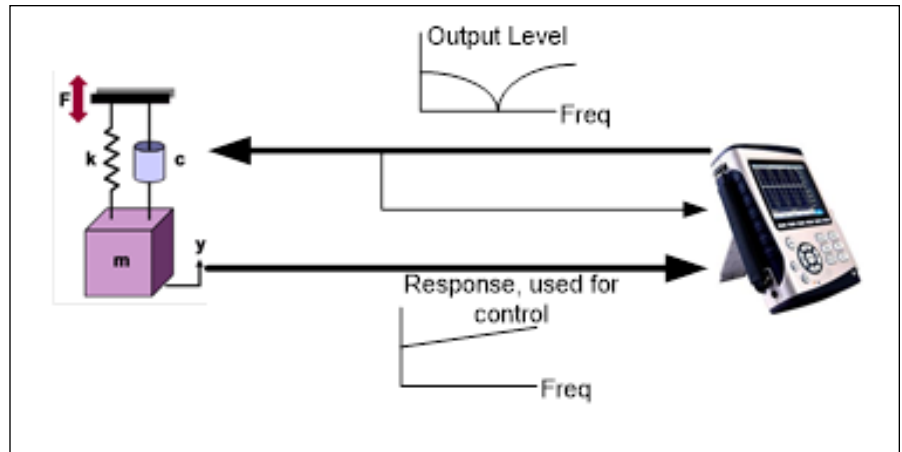 Output Level
Freq
F
k
c
m
y
Response, used for
control
Freq